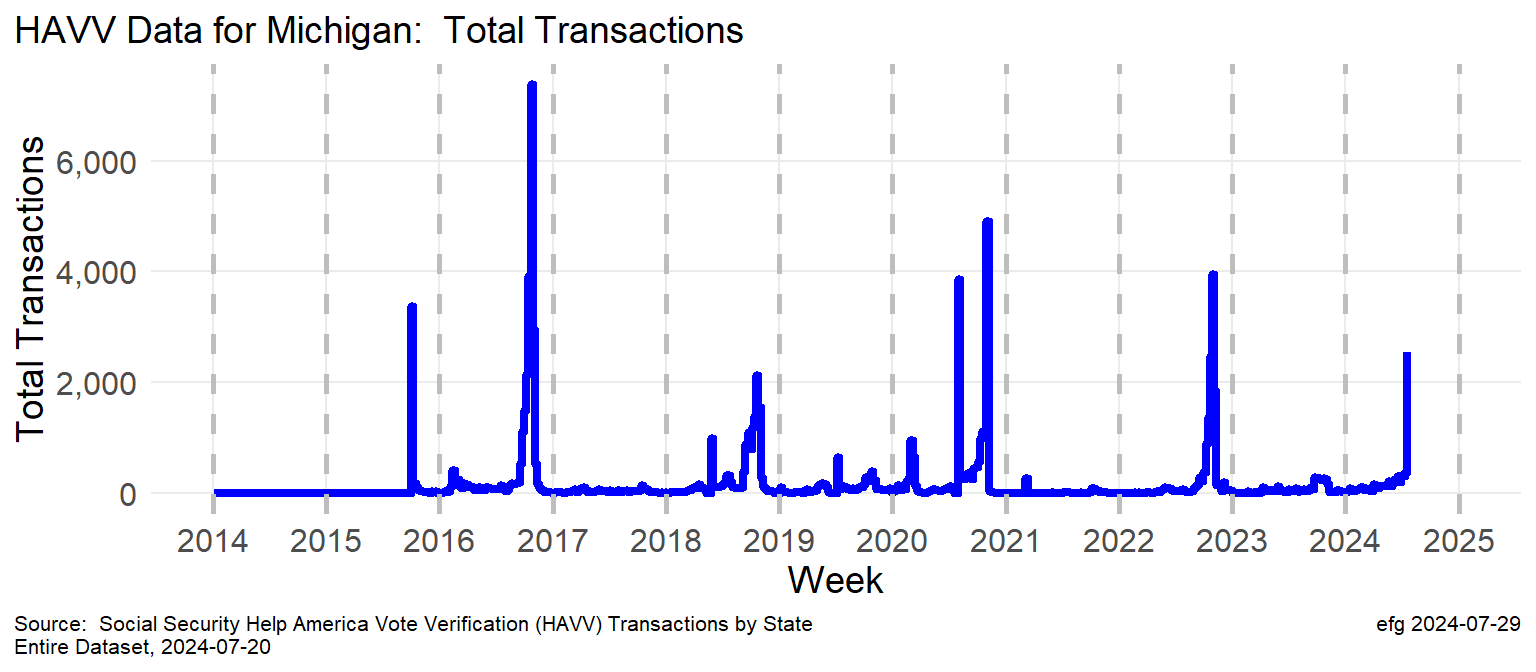 HAVV Data for Michigan:  Total Transactions
Total Transactions
6,000
4,000
2,000
0
2014 2015 2016 2017 2018 2019 2020 2021 2022 2023 2024 2025
Week
Source:  Social Security Help America Vote Verification (HAVV) Transactions by State
Entire Dataset, 2024-07-20
efg 2024-07-29